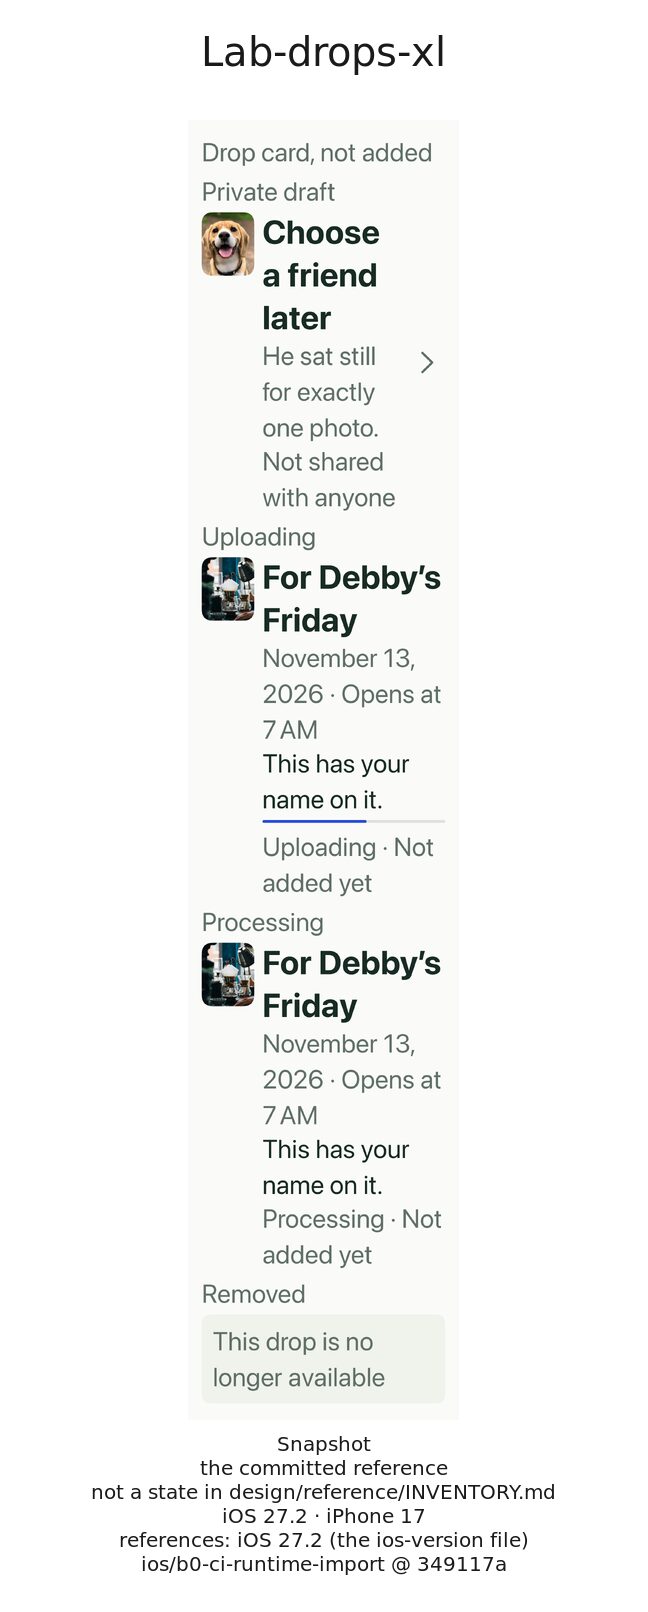 Lab-drops-xl
Drop card, not added
Private draft
Choose
a friend
later
He sat still
for exactly
one photo.
Not shared
with anyone
Uploading
For Debby’s
Friday
November 13,
2026 · Opens at
7 AM
This has your
name on it.
Uploading · Not
added yet
Processing
For Debby’s
Friday
November 13,
2026 · Opens at
7 AM
This has your
name on it.
Processing · Not
added yet
Removed
This drop is no
longer available
Snapshot
the committed reference
not a state in design/reference/INVENTORY.md
iOS 27.2 · iPhone 17
references: iOS 27.2 (the ios-version file)
ios/b0-ci-runtime-import @ 349117a